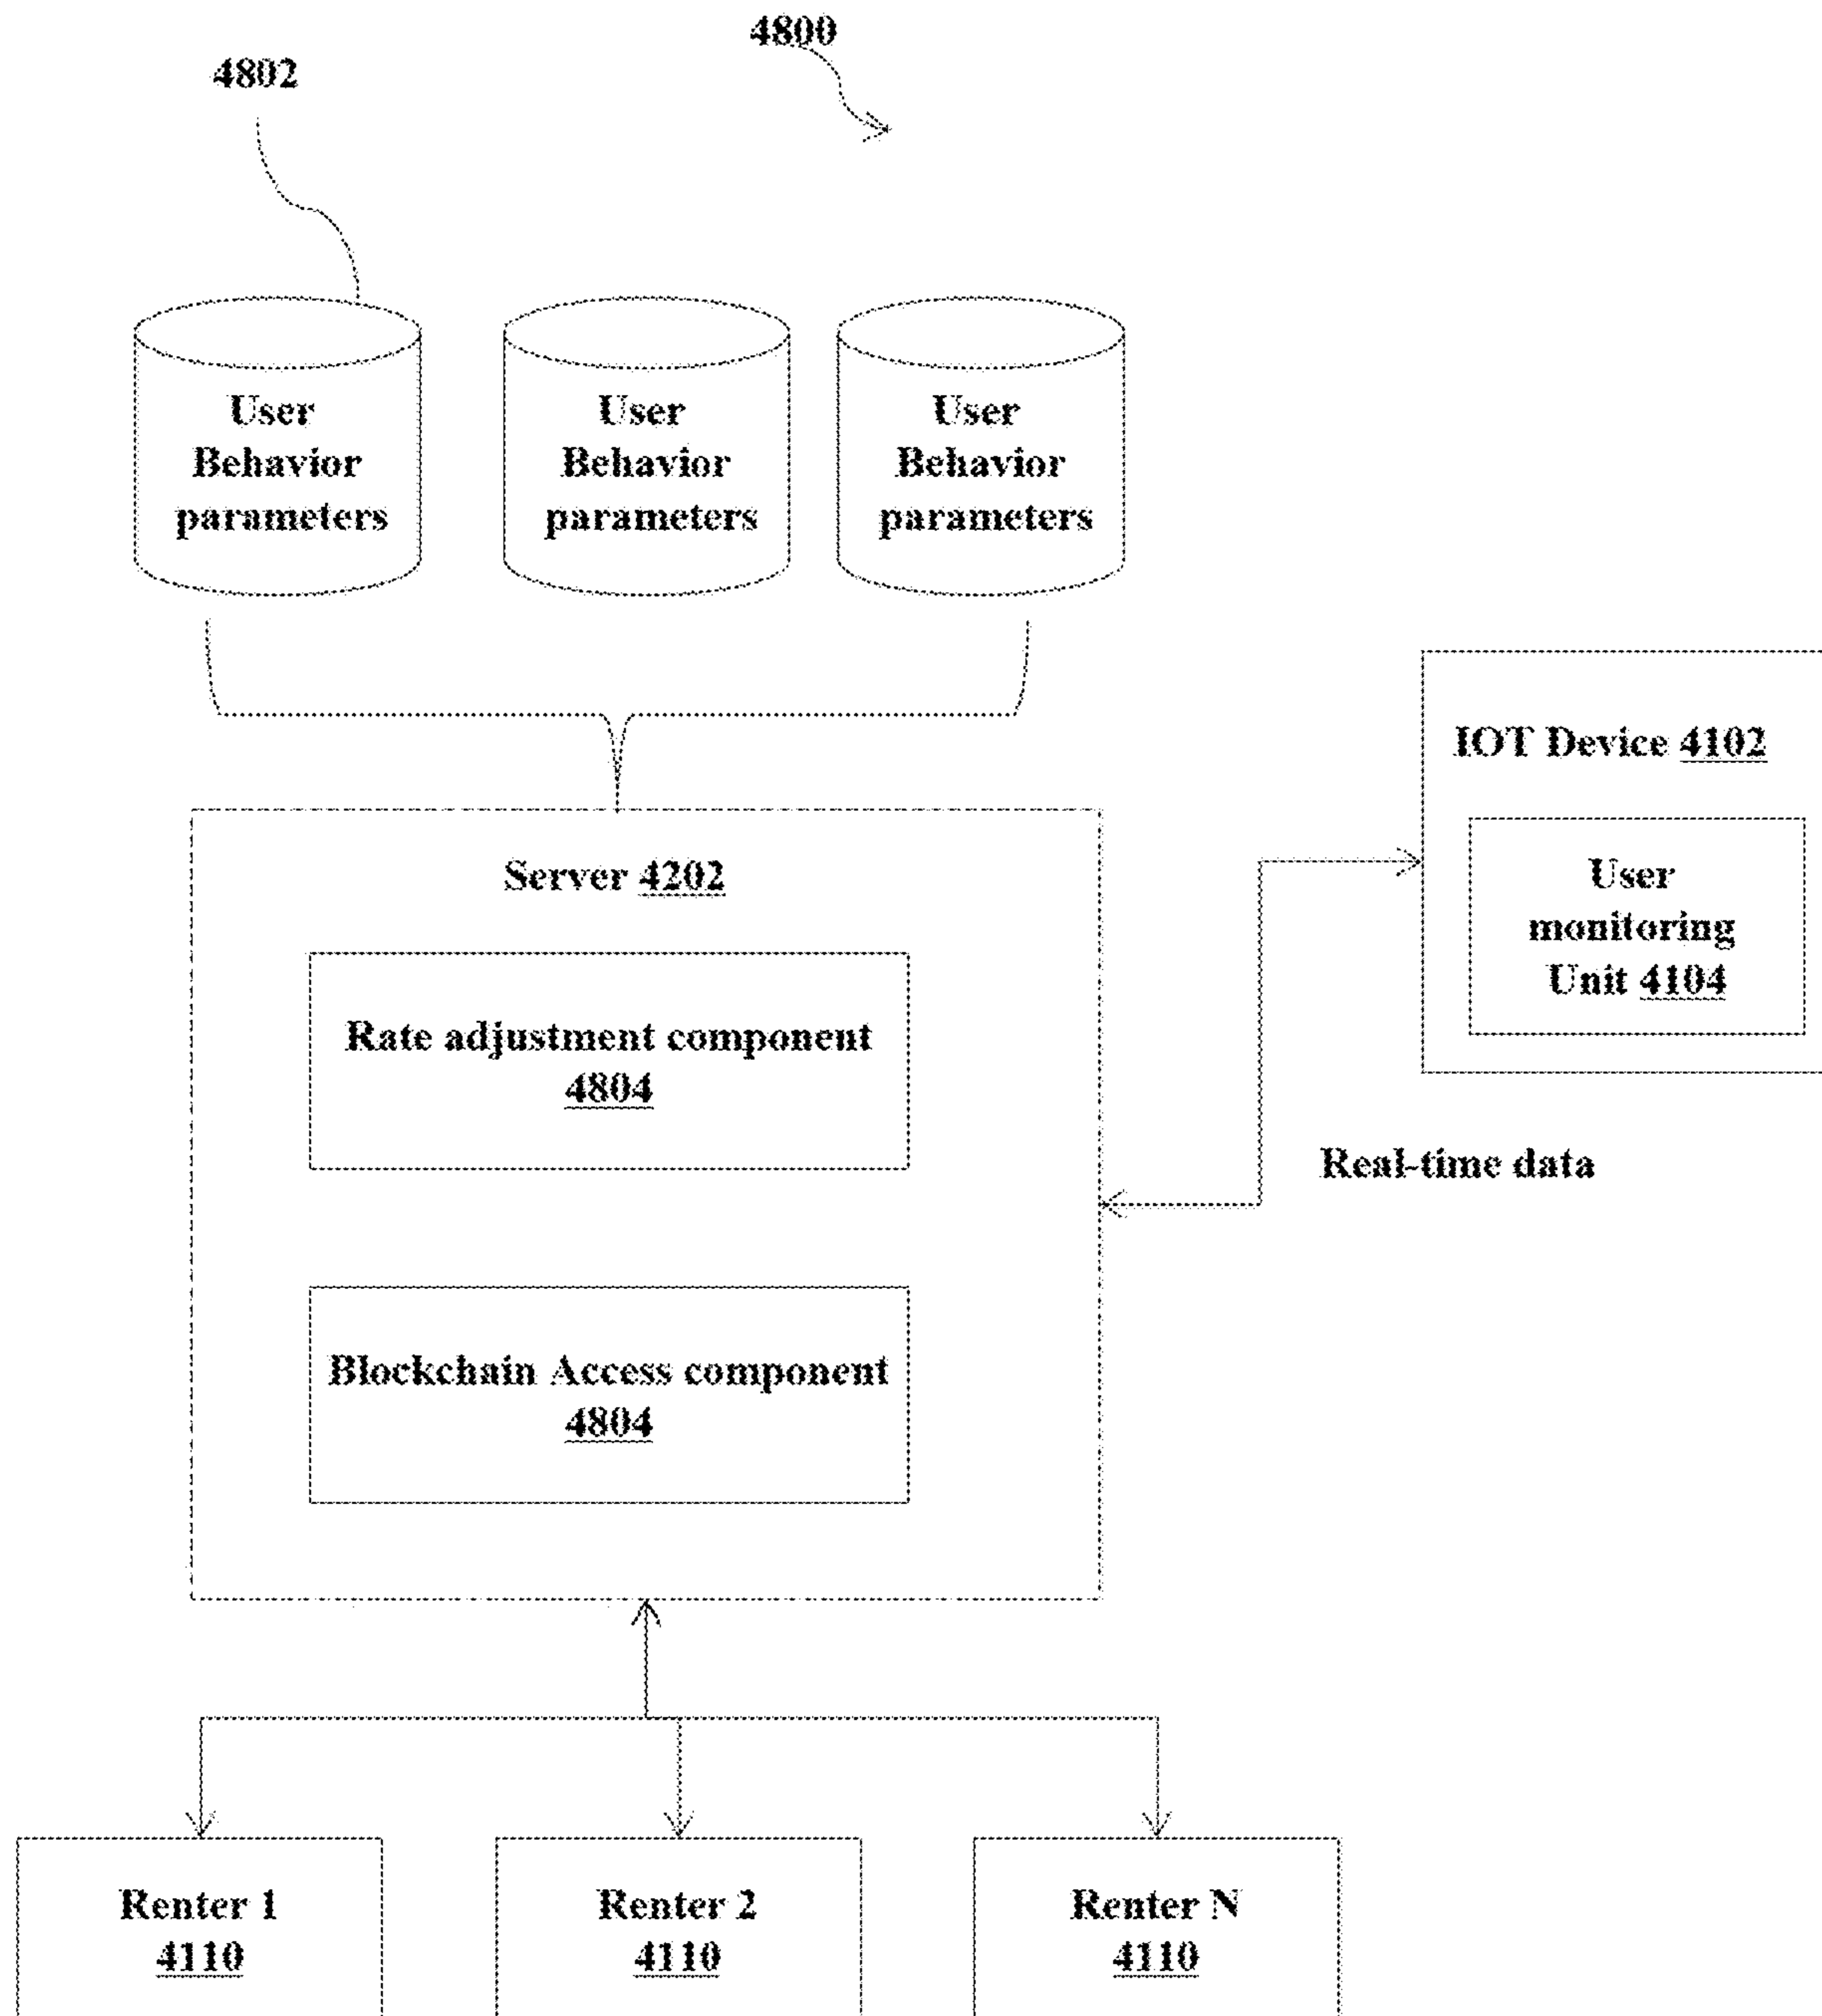 4800
4802
User
Behavior
parameters
User
Behavior
parameters
User
Behavior
parameters
IOT Device 4102
User
monitoring
Unit 4104
Server 4202
Rate adjustment component
4804
Real-time data
Blockchain Access component
4804
Renter 1
4110
Renter 2
4110
Renter N
4110